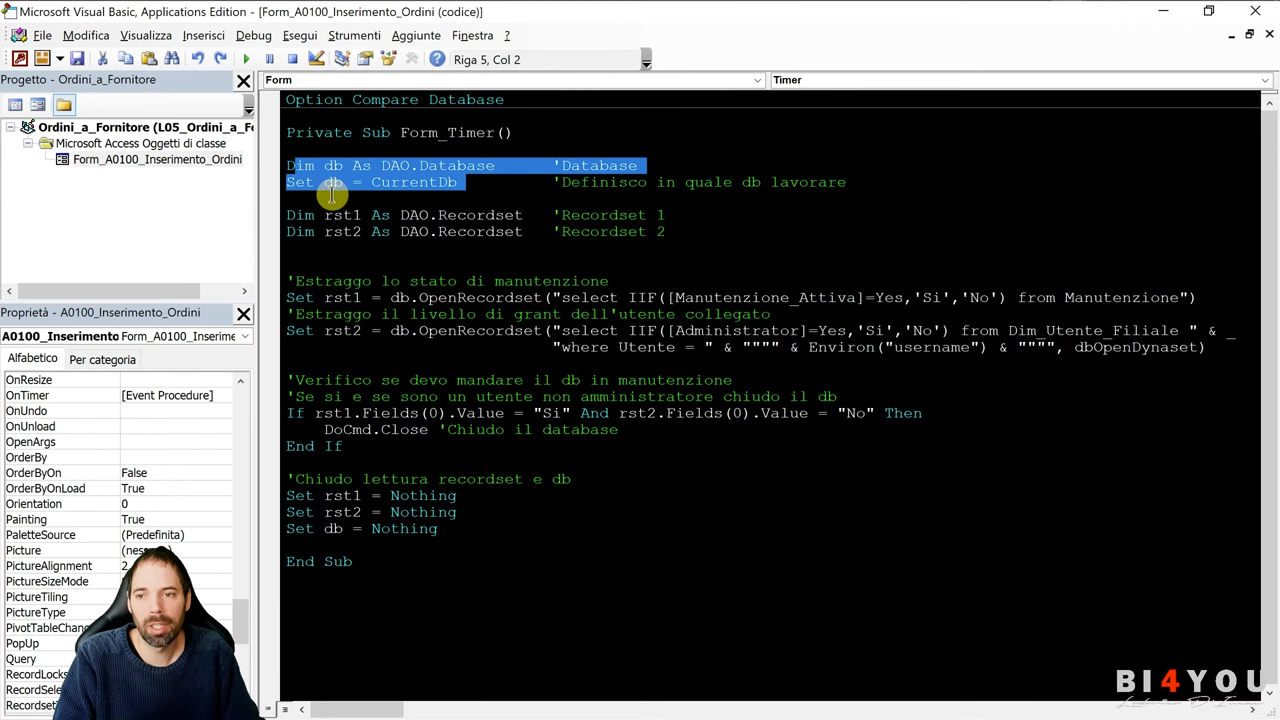 Microsoft Visual Basic, Applications Edition - [Form_A0100_Inserimento_Ordini (codice)]
File Modifica Visualizza Inserisci Debug Esegui Strumenti Aggiunte Finestra ?
Riga 5, Col 2
Progetto - Ordini_a_Fornitore
Ordini_a_Fornitore (L05_Ordini_a_Fo
Microsoft Access Oggetti di classe
Form_A0100_Inserimento_Ordini
Proprietà - A0100_Inserimento_Ordini
A0100_Inserimento Form_A0100_Inserime
Alfabetico Per categoria
OnResize
OnTimer [Event Procedure]
OnUndo
OnUnload
OpenArgs
OrderBy
OrderByOn False
OrderByOnLoad True
Orientation 0
Painting True
PaletteSource (Predefinita)
Picture
PictureAlignment 2
PictureSizeMode
PictureTiling
PictureType
PivotTableChan
PopUp
Query
RecordLocks
RecordSele
Recordset
Form Timer
Option Compare Database
Private Sub Form_Timer()
Dim db As DAO.Database 'Database
Set db = CurrentDb 'Definisco in quale db lavorare
Dim rst1 As DAO.Recordset 'Recordset 1
Dim rst2 As DAO.Recordset 'Recordset 2
'Estraggo lo stato di manutenzione
Set rst1 = db.OpenRecordset("select IIF([Manutenzione_Attiva]=Yes,'Si','No') from Manutenzione")
'Estraggo il livello di grant dell'utente collegato
Set rst2 = db.OpenRecordset("select IIF([Administrator]=Yes,'Si','No') from Dim_Utente_Filiale " & _
"where Utente = " & """" & Environ("username") & """", dbOpenDynaset)
'Verifico se devo mandare il db in manutenzione
'Se si e se sono un utente non amministratore chiudo il db
If rst1.Fields(0).Value = "Si" And rst2.Fields(0).Value = "No" Then
DoCmd.Close 'Chiudo il database
End If
'Chiudo lettura recordset e db
Set rst1 = Nothing
Set rst2 = Nothing
Set db = Nothing
End Sub
BI4YOU